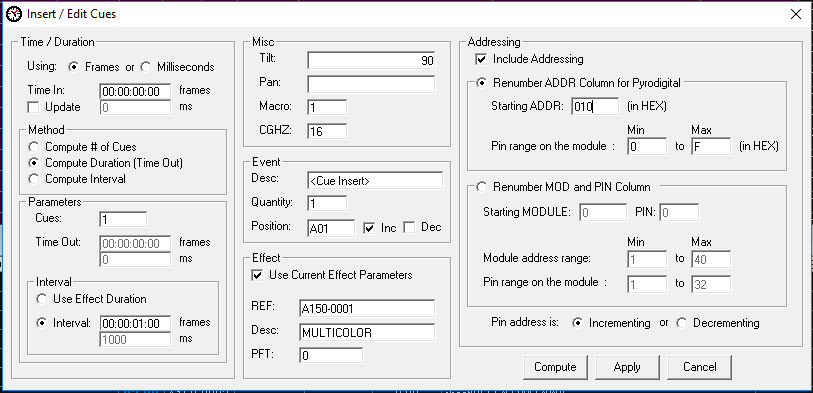 Insert / Edit Cues
Time / Duration
Using: Frames or Milliseconds
Time In: 00:00:00:00 frames
Update 0 ms
Method
Compute # of Cues
Compute Duration (Time Out)
Compute Interval
Parameters
Cues: 1
Time Out: 00:00:00:00 frames
0 ms
Interval
Use Effect Duration
Interval: 00:00:01:00 frames
1000 ms
Misc
Tilt: 90
Pan:
Macro: 1
CGHZ: 16
Event
Desc: <Cue Insert>
Quantity: 1
Position: A01 Inc Dec
Effect
Use Current Effect Parameters
REF: A150-0001
Desc: MULTICOLOR
PFT: 0
Addressing
Include Addressing
Renumber ADDR Column for Pyrodigital
Starting ADDR: 010 (in HEX)
Min Max
Pin range on the module : 0 to F (in HEX)
Renumber MOD and PIN Column
Starting MODULE: 0 PIN: 0
Min Max
Module address range: 1 to 40
Pin range on the module : 1 to 32
Pin address is: Incrementing or Decrementing
Compute Apply Cancel